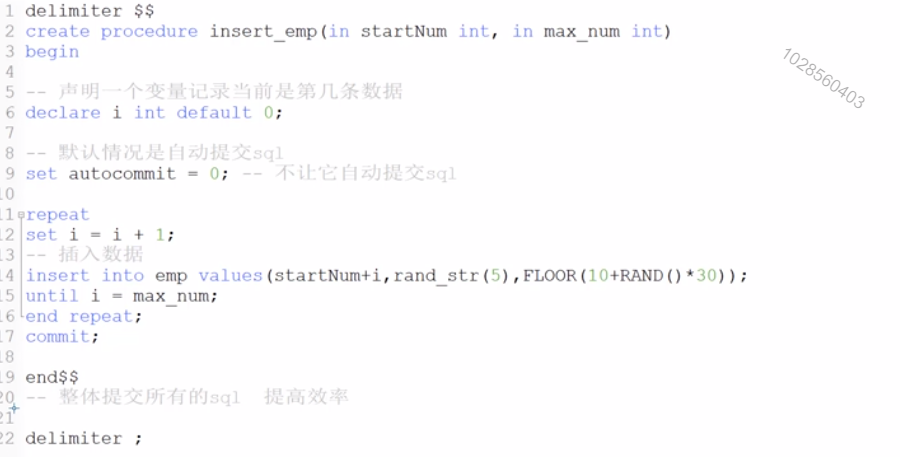 1 delimiter $$
2 create procedure insert_emp(in startNum int, in max_num int)
3 begin
4
5 -- 声明一个变量记录当前是第几条数据
6 declare i int default 0;
7
8 -- 默认情况是自动提交sql
9 set autocommit = 0; -- 不让它自动提交sql
10
11 repeat
12 set i = i + 1;
13 -- 插入数据
14 insert into emp values(startNum+i,rand_str(5),FLOOR(10+RAND()*30));
15 until i = max_num;
16 end repeat;
17 commit;
18
19 end$$
20 -- 整体提交所有的sql 提高效率
21
22 delimiter ;
1028560403